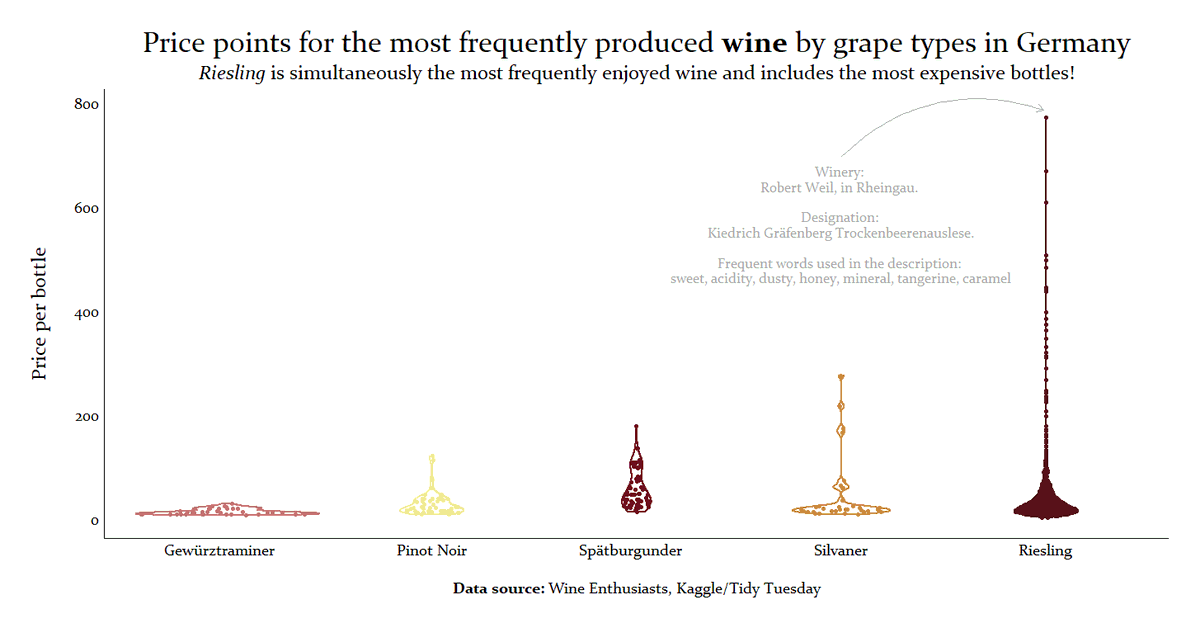 Price points for the most frequently produced wine by grape types in Germany
Riesling is simultaneously the most frequently enjoyed wine and includes the most expensive bottles!
800
600
400
200
0
Price per bottle
Winery:
Robert Weil, in Rheingau.
Designation:
Kiedrich Gräfenberg Trockenbeerenauslese.
Frequent words used in the description:
sweet, acidity, dusty, honey, mineral, tangerine, caramel
Gewürztraminer
Pinot Noir
Spätburgunder
Silvaner
Riesling
Data source: Wine Enthusiasts, Kaggle/Tidy Tuesday